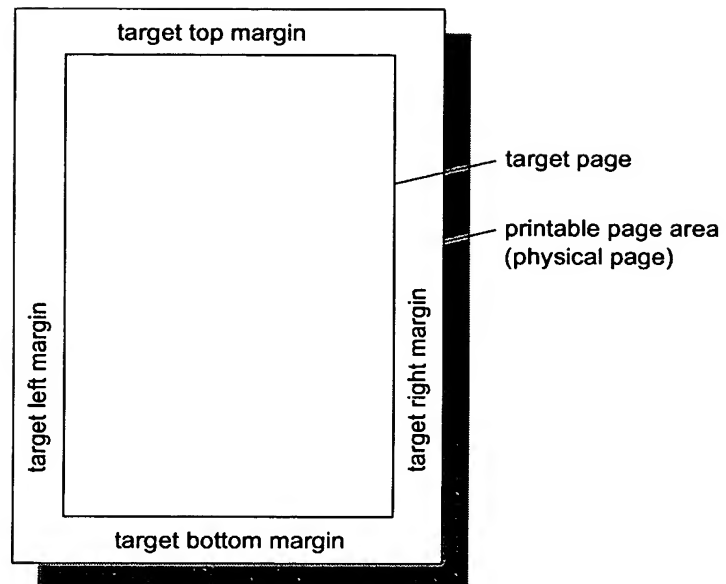 target top margin
target page
printable page area
(physical page)
target left margin
target right margin
target bottom margin